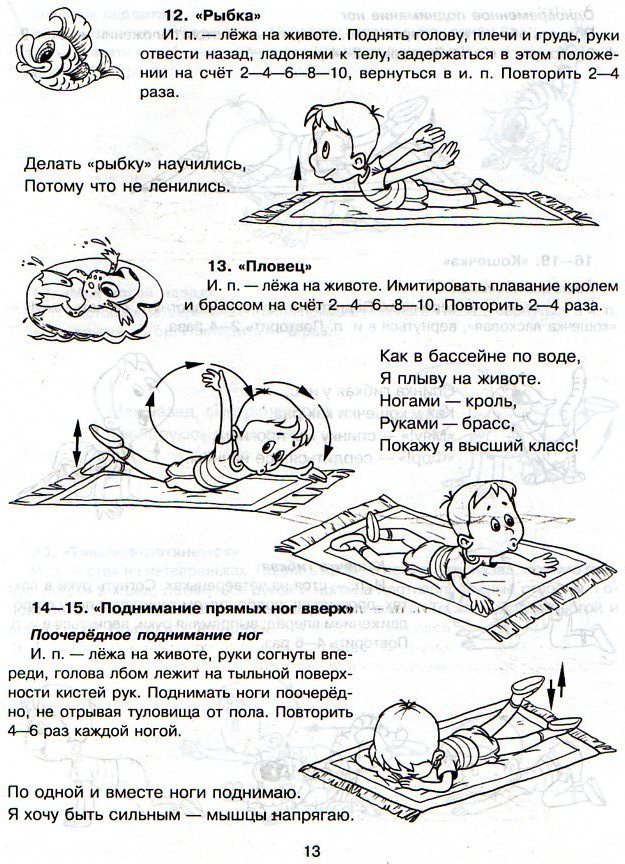 12. «Рыбка»
И. п. — лёжа на животе. Поднять голову, плечи и грудь, руки
отвести назад, ладонями к телу, задержаться в этом положе-
нии на счёт 2—4—6—8—10, вернуться в и. п. Повторить 2—4
раза.
Делать «рыбку» научились,
Потому что не ленились.
13. «Пловец»
И. п. — лёжа на животе. Имитировать плавание кролем
и брассом на счёт 2—4—6—8—10. Повторить 2—4 раза.
Как в бассейне по воде,
Я плыву на животе.
Ногами — кроль,
Руками — брасс,
Покажу я высший класс!
14—15. «Поднимание прямых ног вверх»
Поочерёдное поднимание ног
И. п. — лёжа на животе, руки согнуты впе-
реди, голова лбом лежит на тыльной поверх-
ности кистей рук. Поднимать ноги поочерёд-
но, не отрывая туловища от пола. Повторить
4—6 раз каждой ногой.
По одной и вместе ноги поднимаю.
Я хочу быть сильным — мышцы напрягаю.
13